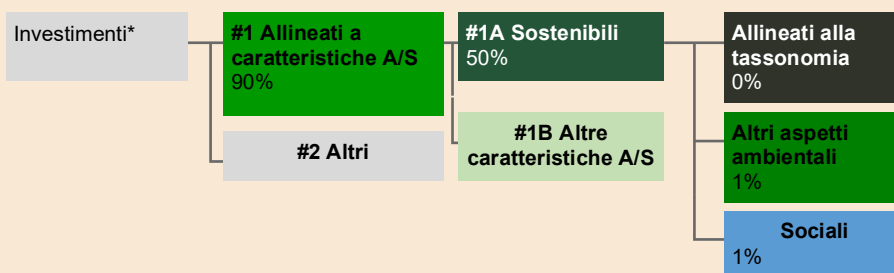 Investimenti*
#1 Allineati a
caratteristiche A/S
90%
#2 Altri
#1A Sostenibili
50%
#1B Altre
caratteristiche A/S
Allineati alla
tassonomia
0%
Altri aspetti
ambientali
1%
Sociali
1%